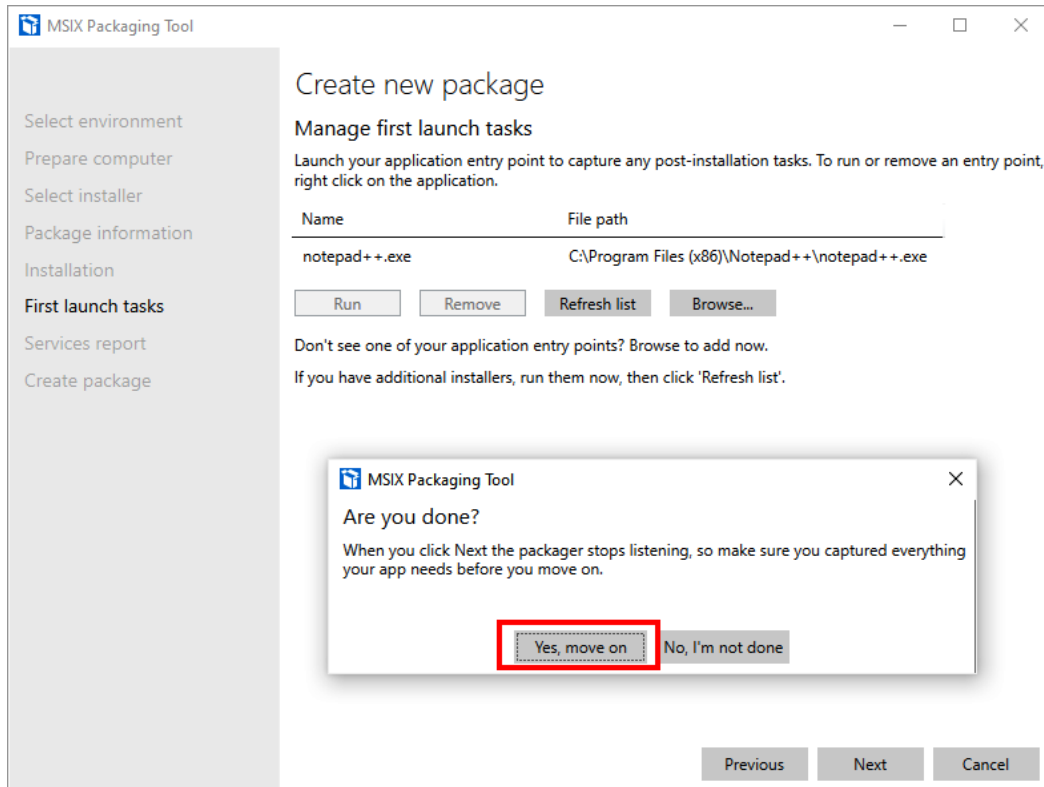 MSIX Packaging Tool
Select environment
Prepare computer
Select installer
Package information
Installation
First launch tasks
Services report
Create package
Create new package
Manage first launch tasks
Launch your application entry point to capture any post-installation tasks. To run or remove an entry point,
right click on the application.
Name File path
notepad++.exe C:\Program Files (x86)\Notepad++\notepad++.exe
Run Remove Refresh list Browse...
Don't see one of your application entry points? Browse to add now.
If you have additional installers, run them now, then click 'Refresh list'.
MSIX Packaging Tool
Are you done?
When you click Next the packager stops listening, so make sure you captured everything
your app needs before you move on.
Yes, move on No, I'm not done
Previous Next Cancel